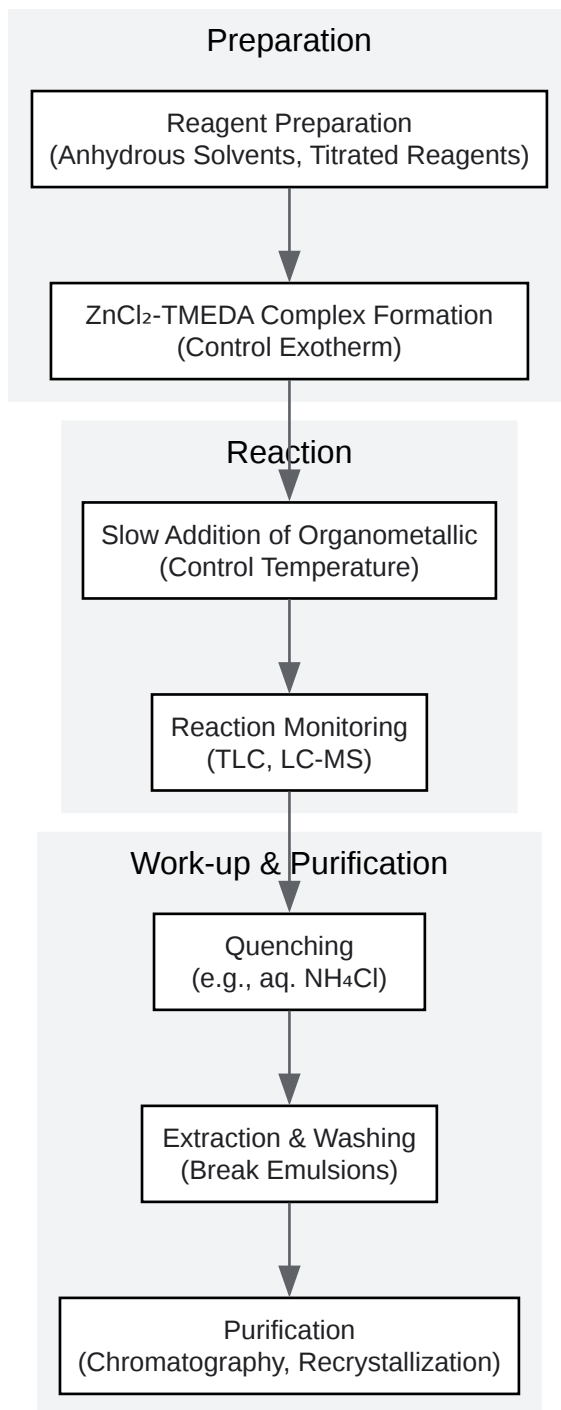 Preparation
Reagent Preparation
(Anhydrous Solvents, Titrated Reagents)
ZnCl₂-TMEDA Complex Formation
(Control Exotherm)
Reaction
Slow Addition of Organometallic
(Control Temperature)
Reaction Monitoring
(TLC, LC-MS)
Work-up & Purification
Quenching
(e.g., aq. NH₄Cl)
Extraction & Washing
(Break Emulsions)
Purification
(Chromatography, Recrystallization)